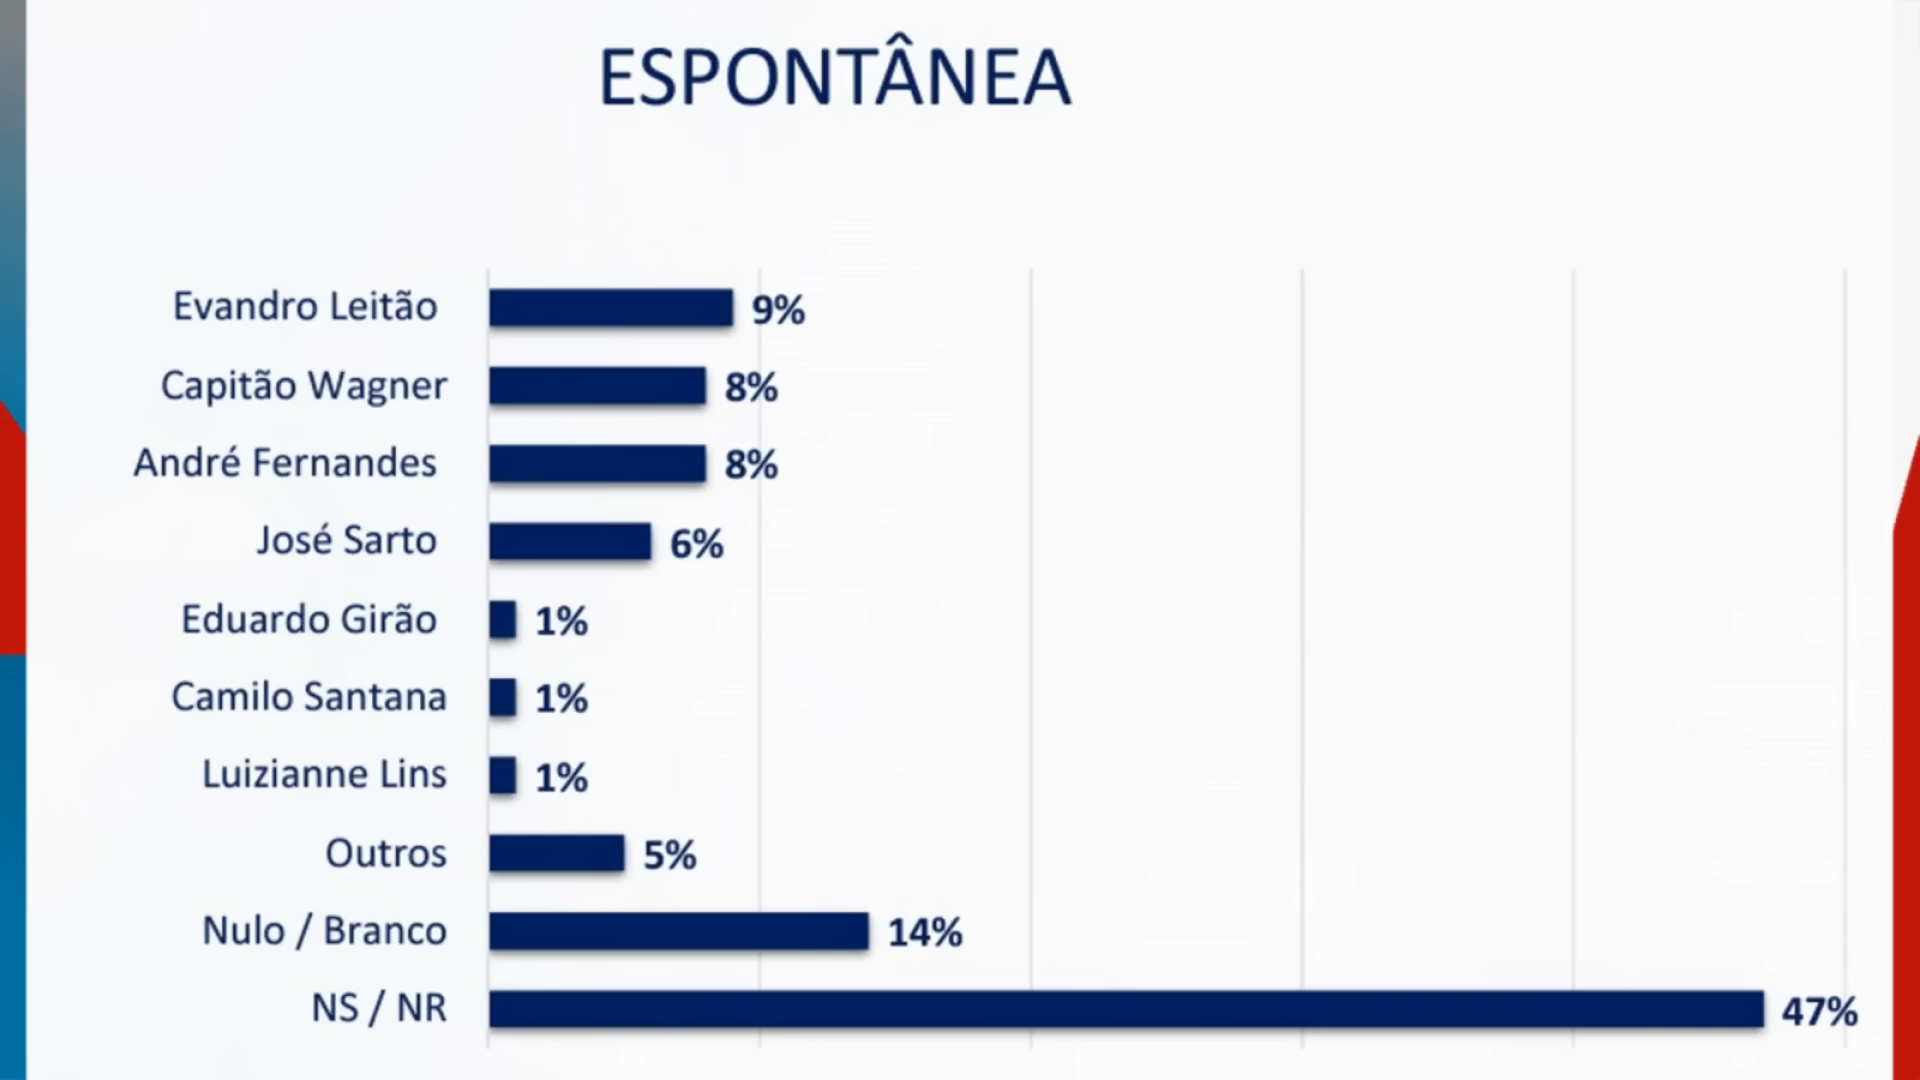 ESPONTÂNEA
Evandro Leitão 9%
Capitão Wagner 8%
André Fernandes 8%
José Sarto 6%
Eduardo Girão 1%
Camilo Santana 1%
Luizianne Lins 1%
Outros 5%
Nulo / Branco 14%
NS / NR 47%